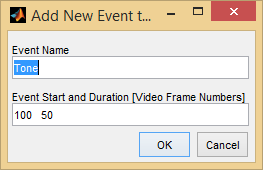 Add New Event t...
Event Name
Tone
Event Start and Duration [Video Frame Numbers]
100 50
OK Cancel